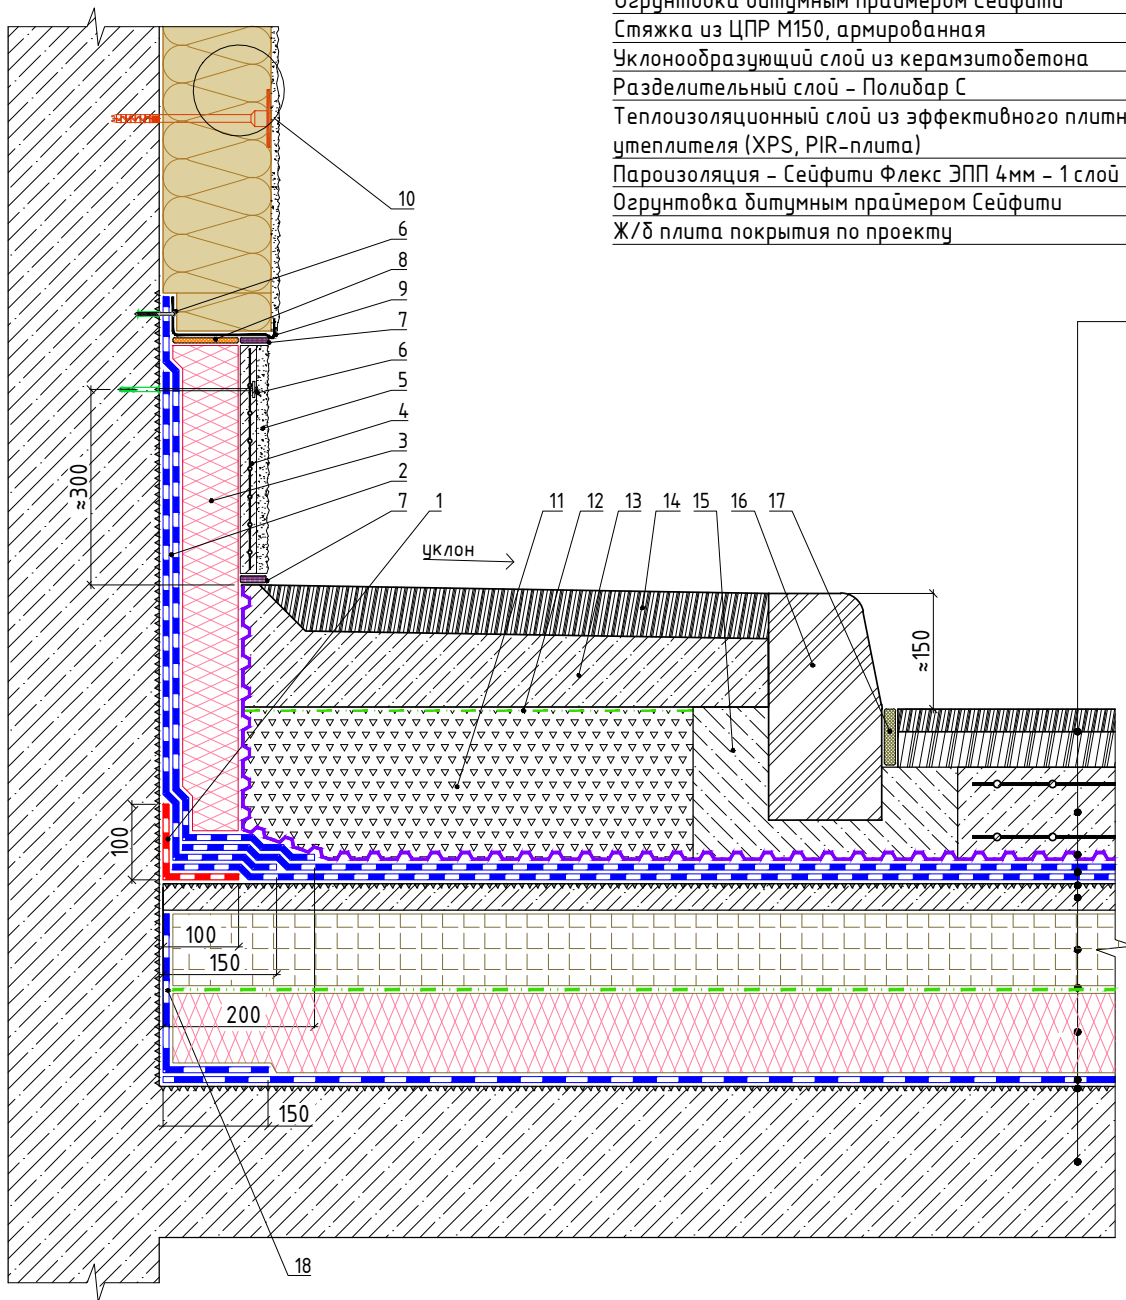 Огрунтовка битумным праймером Сейфити
Стяжка из ЦПР М150, армированная
Уклонообразующий слой из керамзитобетона
Разделительный слой – Полибар С
Теплоизоляционный слой из эффективного плитн
утеплителя (XPS, PIR-плита)
Пароизоляция – Сейфити Флекс ЭПП 4мм – 1 слой
Огрунтовка битумным праймером Сейфити
Ж/б плита покрытия по проекту
10
6
8
9
7
6
5
4
3
2
7
1
11
12
13
14
15
16
17
≈300
уклон
≈150
100
100
150
200
150
18